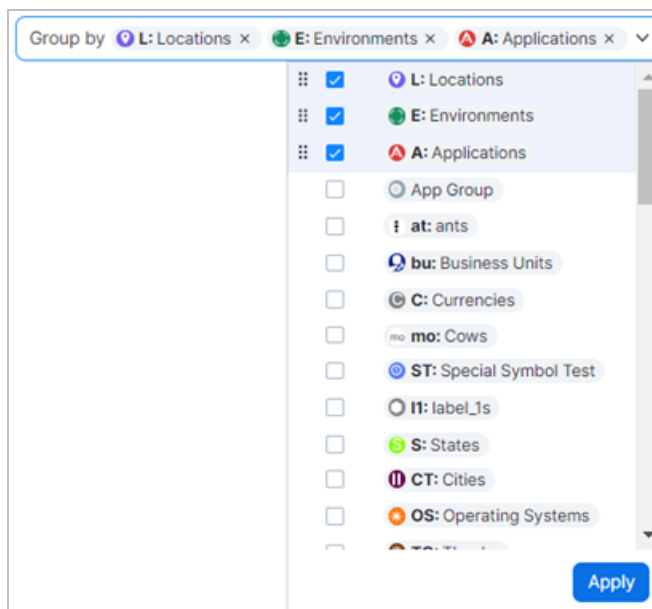 Group by L: Locations × E: Environments × A: Applications ×
L: Locations
E: Environments
A: Applications
App Group
at: ants
bu: Business Units
C: Currencies
mo mo: Cows
ST: Special Symbol Test
l1: label_1s
S: States
CT: Cities
OS: Operating Systems
Apply